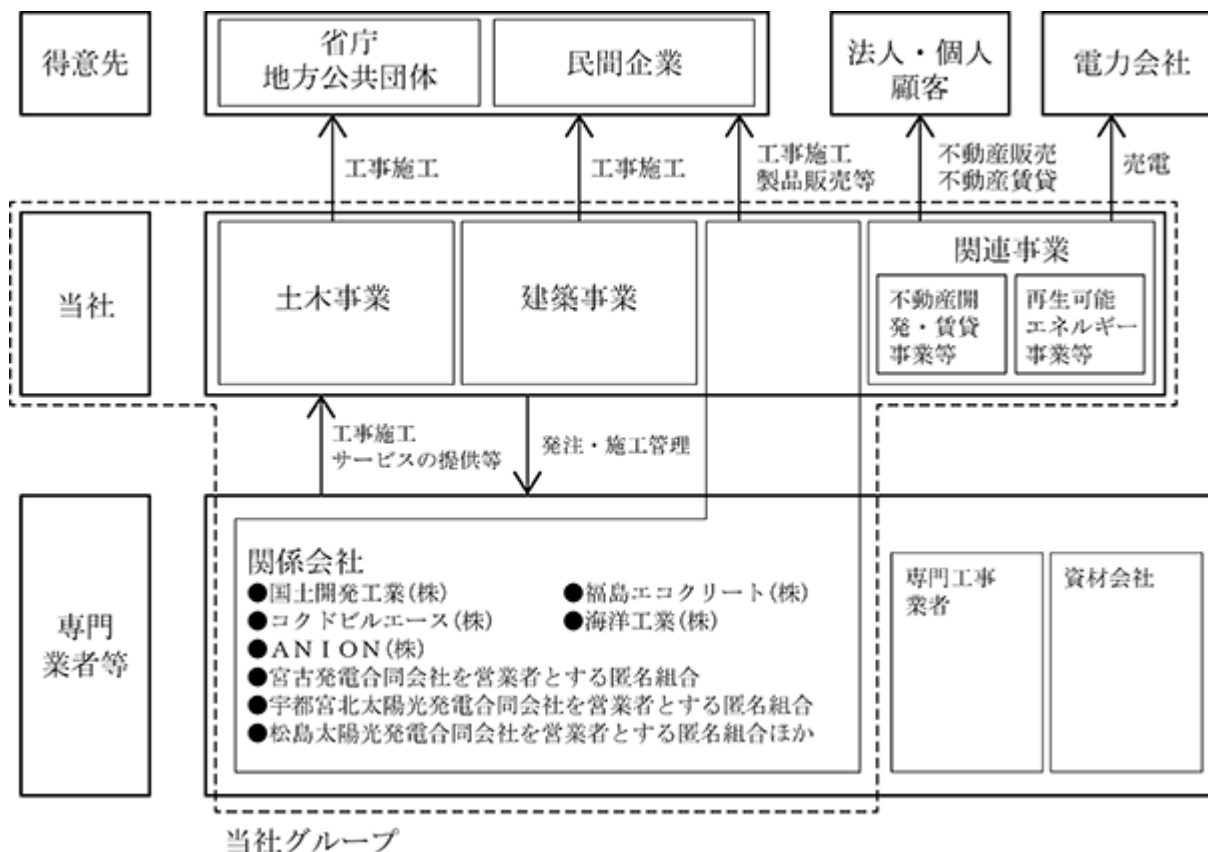 得意先
省庁
地方公共団体
民間企業
法人・個人
顧客
電力会社
工事施工
工事施工
工事施工
製品販売等
不動産販売
不動産賃貸
売電
当社
土木事業
建築事業
関連事業
不動産開
発・賃貸
事業等
再生可能
エネルギー
事業等
工事施工
サービスの提供等
発注・施工管理
専門
業者等
関係会社
●国土開発工業(株)
●福島エコクリート(株)
●コクドビルエース(株)
●海洋工業(株)
●ANION(株)
●宮古発電合同会社を営業者とする匿名組合
●宇都宮北太陽光発電合同会社を営業者とする匿名組合
●松島太陽光発電合同会社を営業者とする匿名組合ほか
専門工事
業者
資材会社
当社グループ